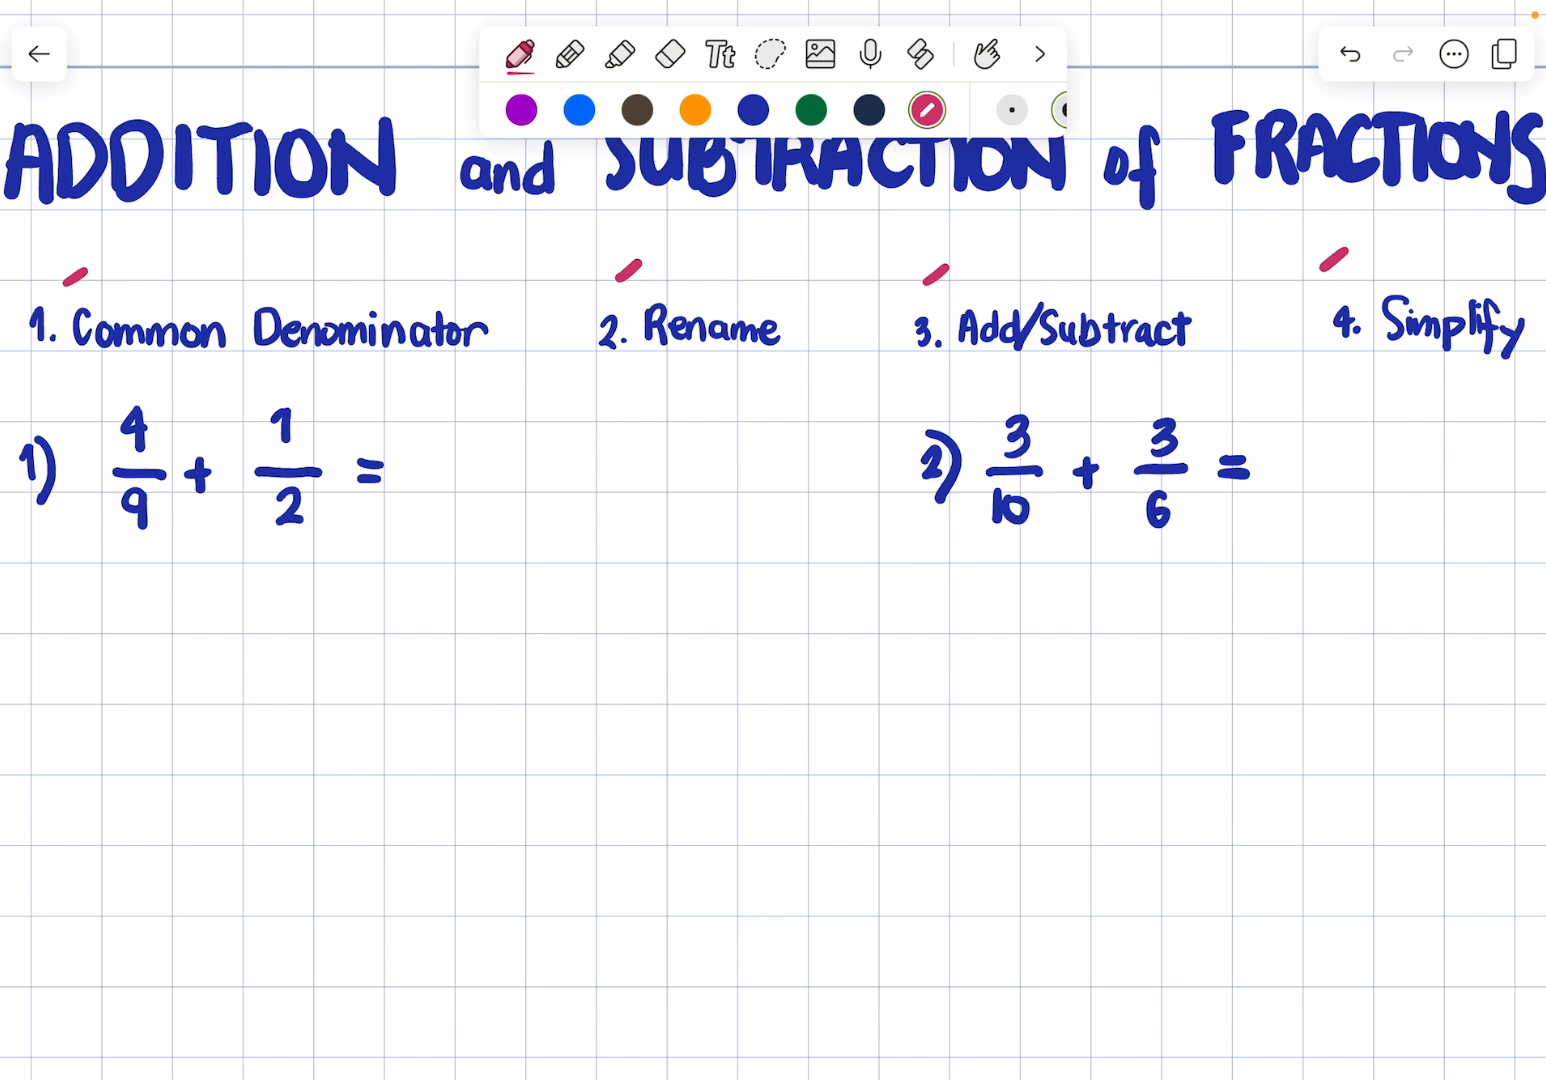 Tt
ADDITION and SUBTRACTION of FRACTIONS
1. Common Denominator 2. Rename 3. Add/Subtract 4. Simplify
1) 4/9 + 1/2 = 2) 3/10 + 3/6 =